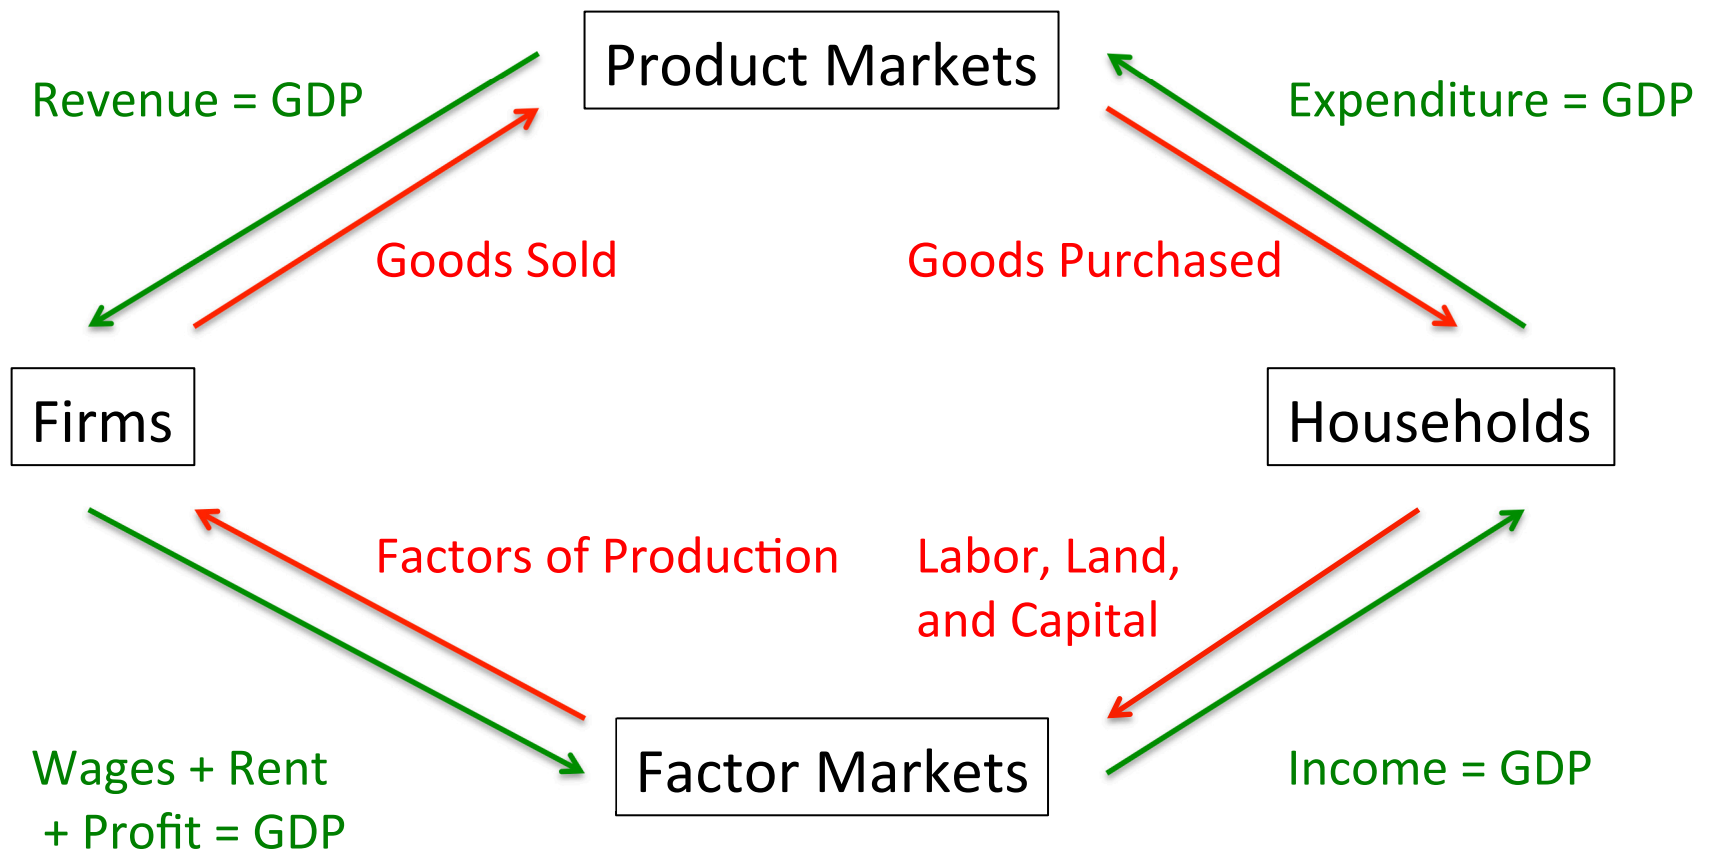 Product Markets
Revenue = GDP
Expenditure = GDP
Goods Sold
Goods Purchased
Firms
Households
Factors of Production
Labor, Land,
and Capital
Wages + Rent
+ Profit = GDP
Factor Markets
Income = GDP